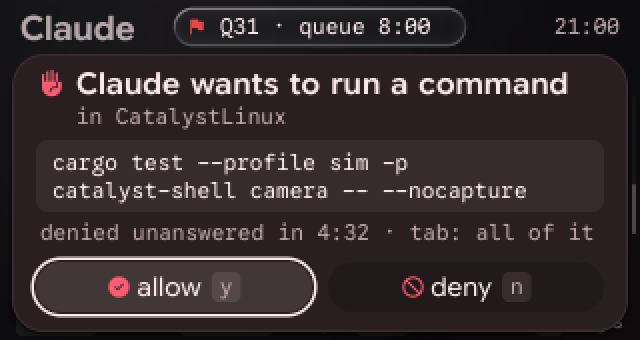 Claude
Q31 · queue 8:00
21:00
Claude wants to run a command
in CatalystLinux
cargo test --profile sim -p
catalyst-shell camera -- --nocapture
denied unanswered in 4:32 · tab: all of it
allow y
deny n